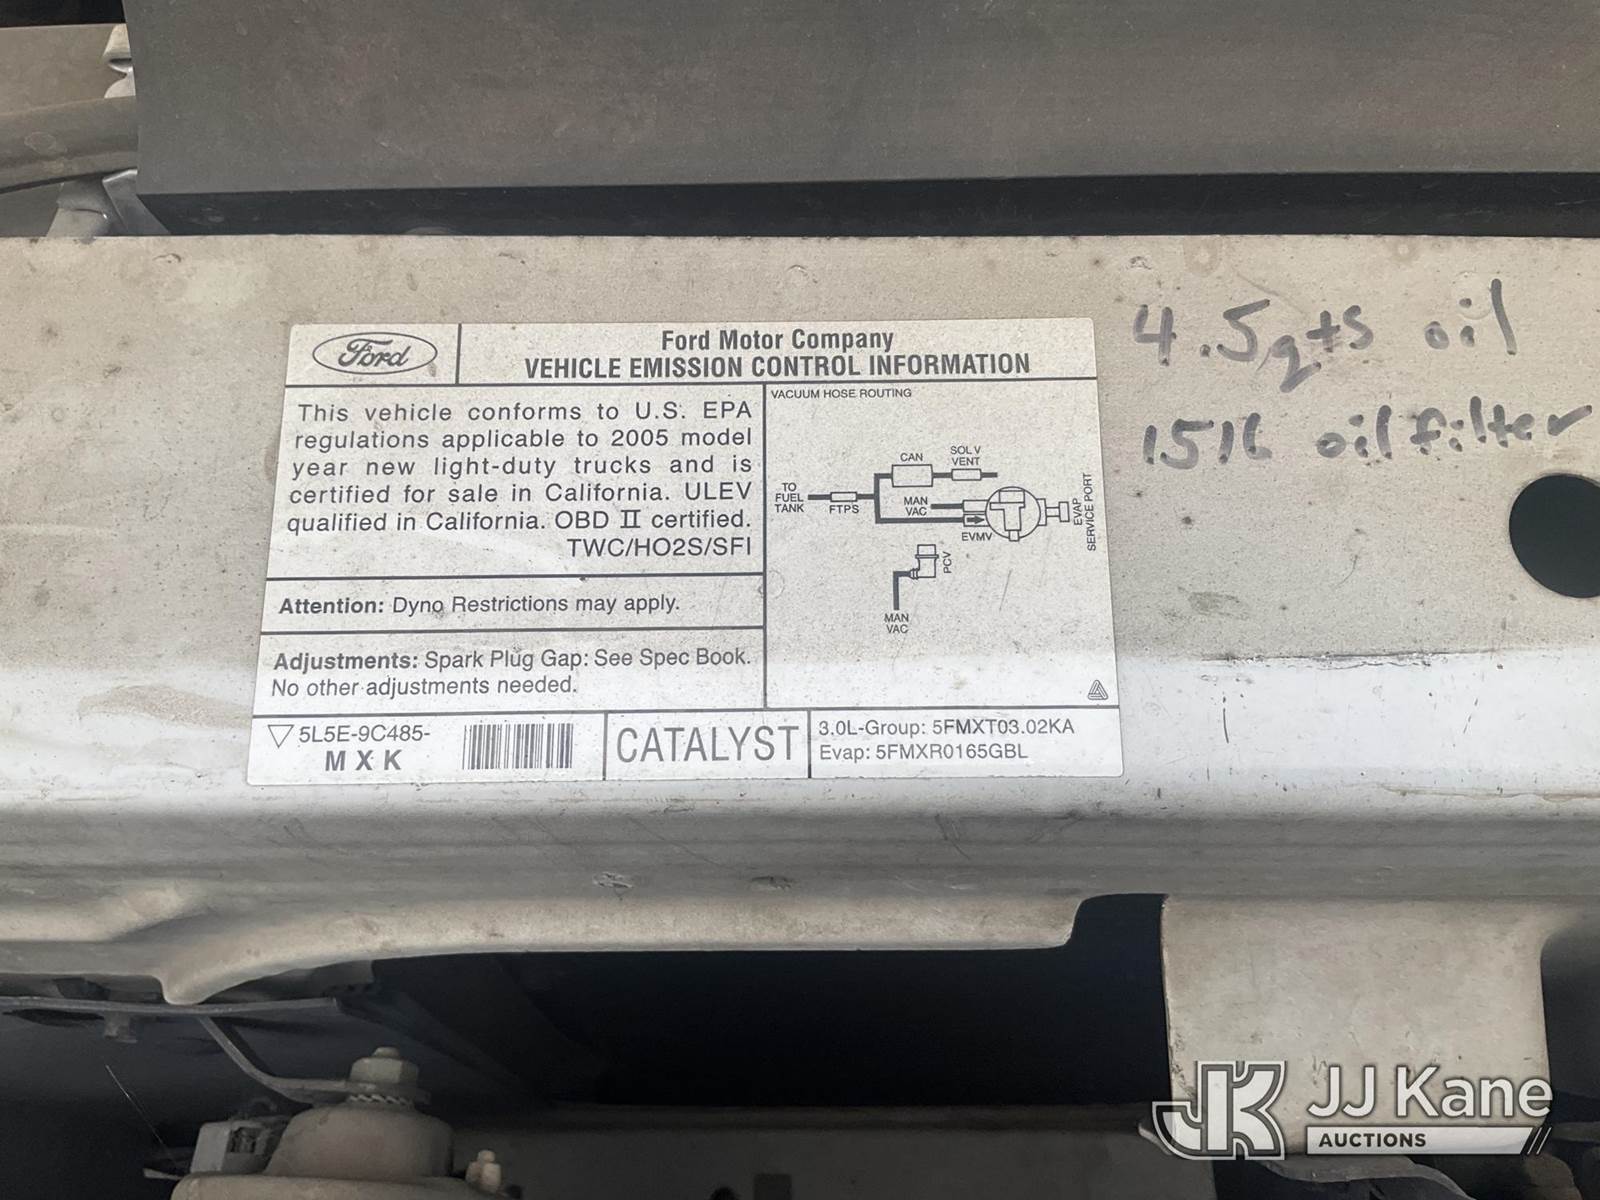 Ford
Ford Motor Company
VEHICLE EMISSION CONTROL INFORMATION
This vehicle conforms to U.S. EPA
regulations applicable to 2005 model
year new light-duty trucks and is
certified for sale in California. ULEV
qualified in California. OBD II certified.
TWC/HO2S/SFI
Attention: Dyno Restrictions may apply.
Adjustments: Spark Plug Gap: See Spec Book.
No other adjustments needed.
VACUUM HOSE ROUTING
TO
FUEL
TANK
FTPS
CAN
SOL V
VENT
MAN
VAC
EVMV
EVAP
SERVICE PORT
PCV
MAN
VAC
5L5E-9C485-
M X K
CATALYST
3.0L-Group: 5FMXT03.02KA
Evap: 5FMXR0165GBL
4.5qts oil
1516 oil filter
JK JJ Kane
AUCTIONS